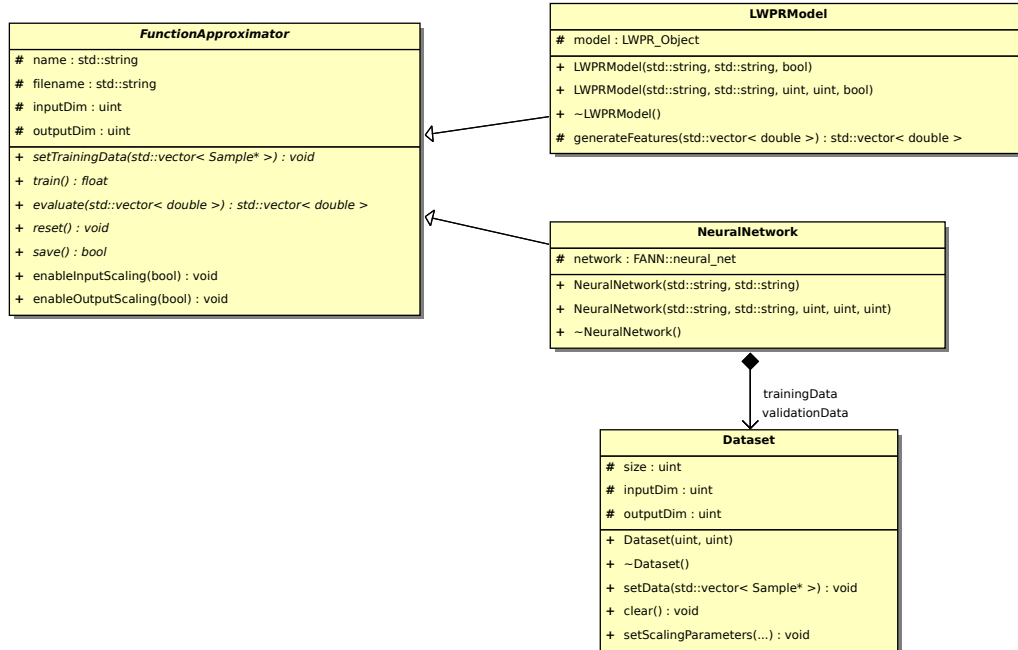 FunctionApproximator
# name : std::string
# filename : std::string
# inputDim : uint
# outputDim : uint
+ setTrainingData(std::vector< Sample* >) : void
+ train() : float
+ evaluate(std::vector< double >) : std::vector< double >
+ reset() : void
+ save() : bool
+ enableInputScaling(bool) : void
+ enableOutputScaling(bool) : void
LWPRModel
# model : LWPR_Object
+ LWPRModel(std::string, std::string, bool)
+ LWPRModel(std::string, std::string, uint, uint, bool)
+ ~LWPRModel()
# generateFeatures(std::vector< double >) : std::vector< double >
NeuralNetwork
# network : FANN::neural_net
+ NeuralNetwork(std::string, std::string)
+ NeuralNetwork(std::string, std::string, uint, uint, uint)
+ ~NeuralNetwork()
trainingData
validationData
Dataset
# size : uint
# inputDim : uint
# outputDim : uint
+ Dataset(uint, uint)
+ ~Dataset()
+ setData(std::vector< Sample* >) : void
+ clear() : void
+ setScalingParameters(...) : void